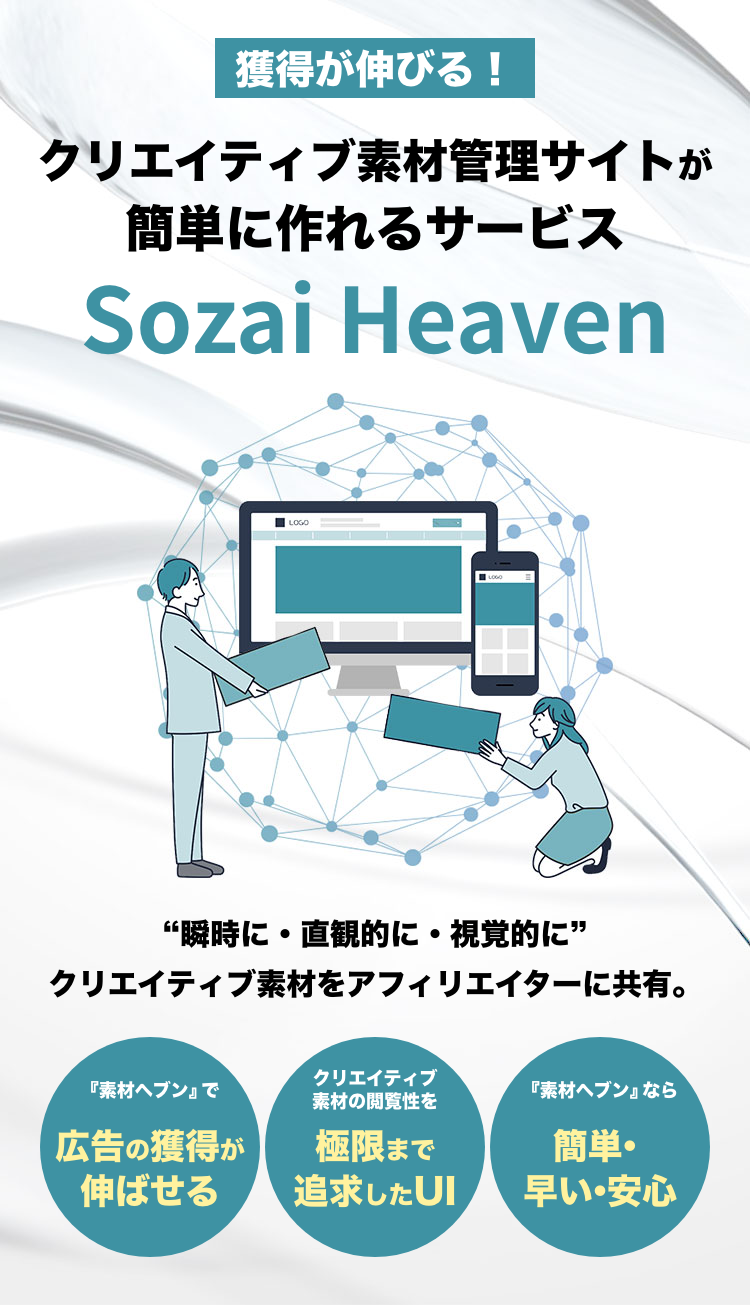 獲得が伸びる！
クリエイティブ素材管理サイトが
簡単に作れるサービス
Sozai Heaven
LOGO
LOGO
“瞬時に・直観的に・視覚的に”
クリエイティブ素材をアフィリエイターに共有。
『素材ヘブン』で
広告の獲得が
伸ばせる
クリエイティブ
素材の閲覧性を
極限まで
追求したUI
『素材ヘブン』なら
簡単・
早い・安心